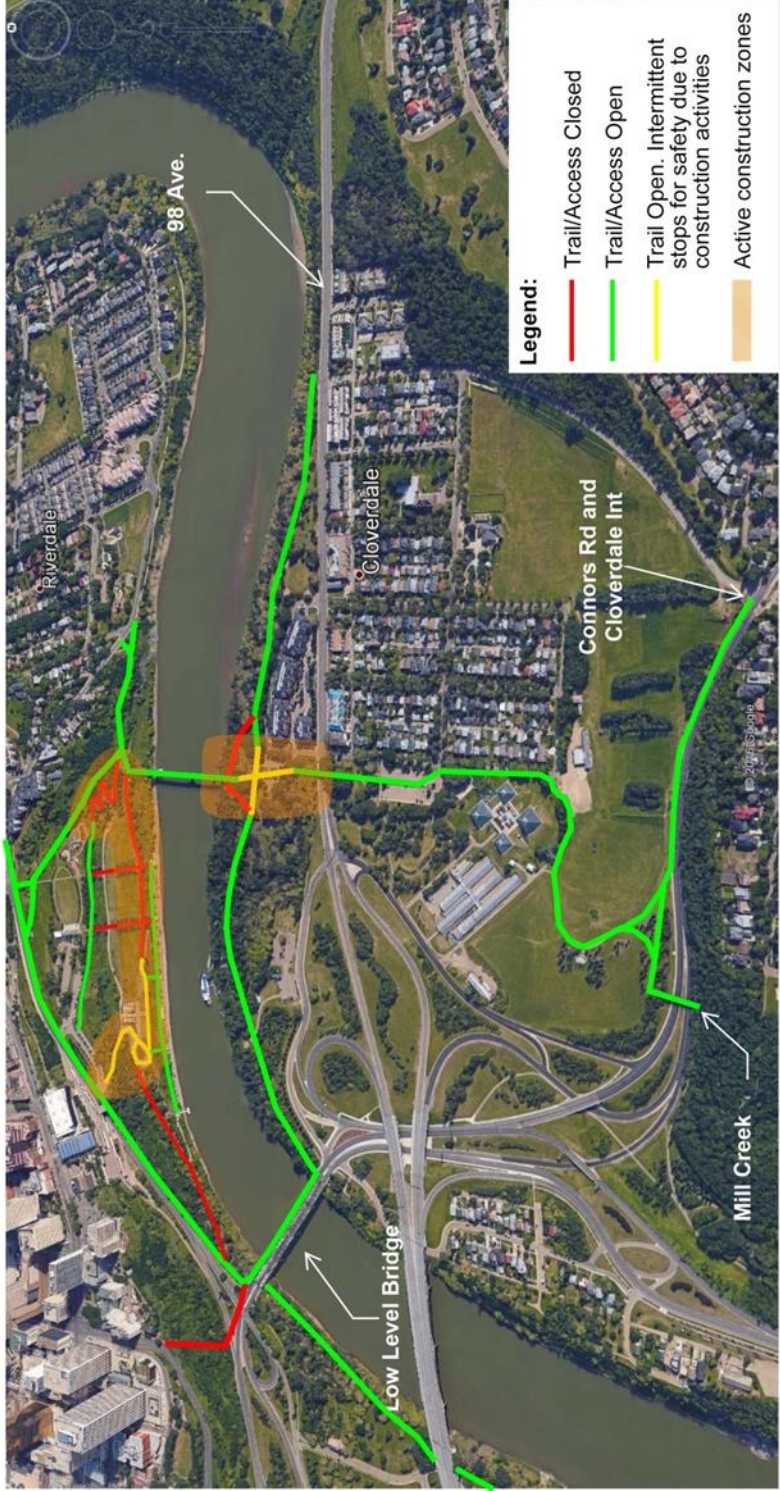 Riverdale
98 Ave.
Cloverdale
Connors Rd and
Cloverdale Int
Low Level Bridge
Mill Creek
Legend:
Trail/Access Closed
Trail/Access Open
Trail Open. Intermittent
stops for safety due to
construction activities
Active construction zones